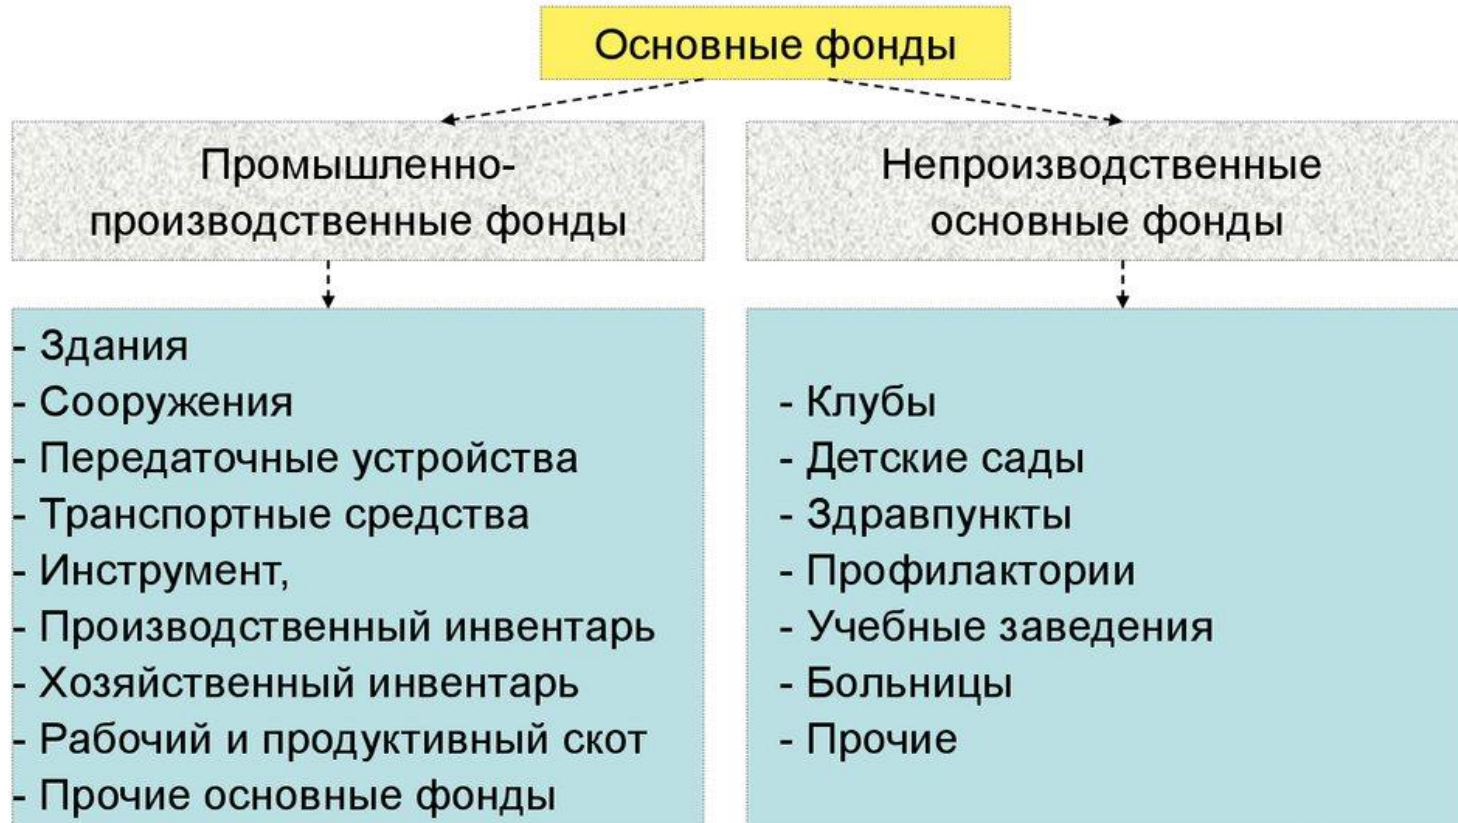 Основные фонды
Промышленно-
производственные фонды
Непроизводственные
основные фонды
- Здания
- Сооружения
- Передаточные устройства
- Транспортные средства
- Инструмент,
- Производственный инвентарь
- Хозяйственный инвентарь
- Рабочий и продуктивный скот
- Прочие основные фонды
- Клубы
- Детские сады
- Здравпункты
- Профилактории
- Учебные заведения
- Больницы
- Прочие